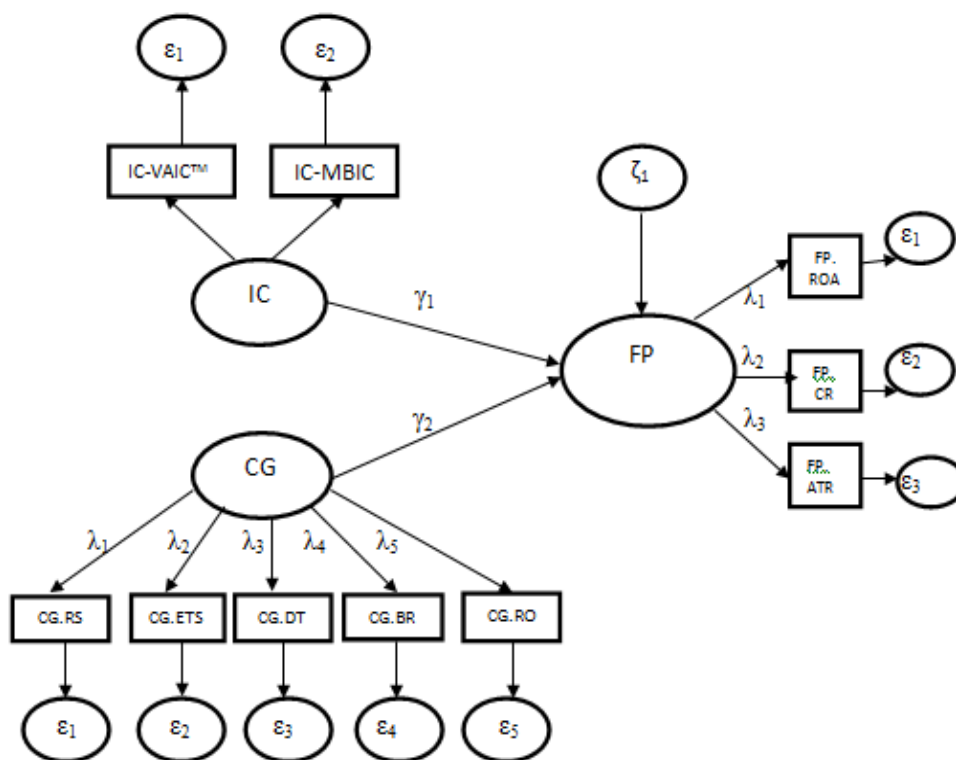 ε1
ε2
IC-VAIC™
IC-MBIC
ζ1
ε1
FP.
ROA
λ1
IC
γ1
FP
λ2
FP.
CR
ε2
γ2
λ3
CG
FP.
ATR
ε3
λ1
λ2
λ3
λ4
λ5
CG.RS
CG.ETS
CG.DT
CG.BR
CG.RO
ε1
ε2
ε3
ε4
ε5